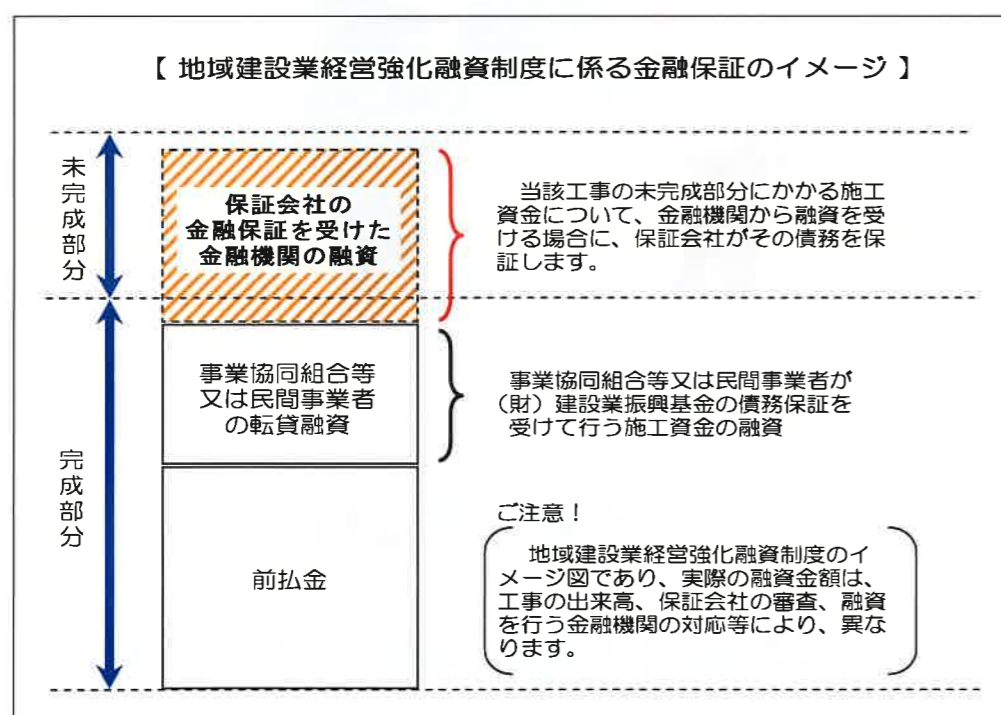 【 地域建設業経営強化融資制度に係る金融保証のイメージ 】
未完成部分
保証会社の
金融保証を受けた
金融機関の融資
当該工事の未完成部分にかかる施工
資金について、金融機関から融資を受
ける場合に、保証会社がその債務を保
証します。
完成部分
事業協同組合等
又は民間事業者
の転貸融資
事業協同組合等又は民間事業者が
（財）建設業振興基金の債務保証を
受けて行う施工資金の融資
前払金
ご注意！
地域建設業経営強化融資制度のイ
メージ図であり、実際の融資金額は、
工事の出来高、保証会社の審査、融資
を行う金融機関の対応等により、異な
ります。